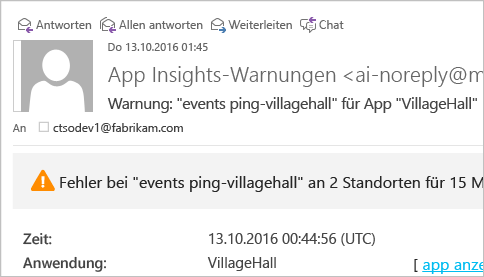 Antworten Allen antworten Weiterleiten Chat
Do 13.10.2016 01:45
App Insights-Warnungen <ai-noreply@m
Warnung: "events ping-villagehall" für App "VillageHall"
An ctsodev1@fabrikam.com
Fehler bei "events ping-villagehall" an 2 Standorten für 15 M
Zeit: 13.10.2016 00:44:56 (UTC)
Anwendung: VillageHall [ app anze